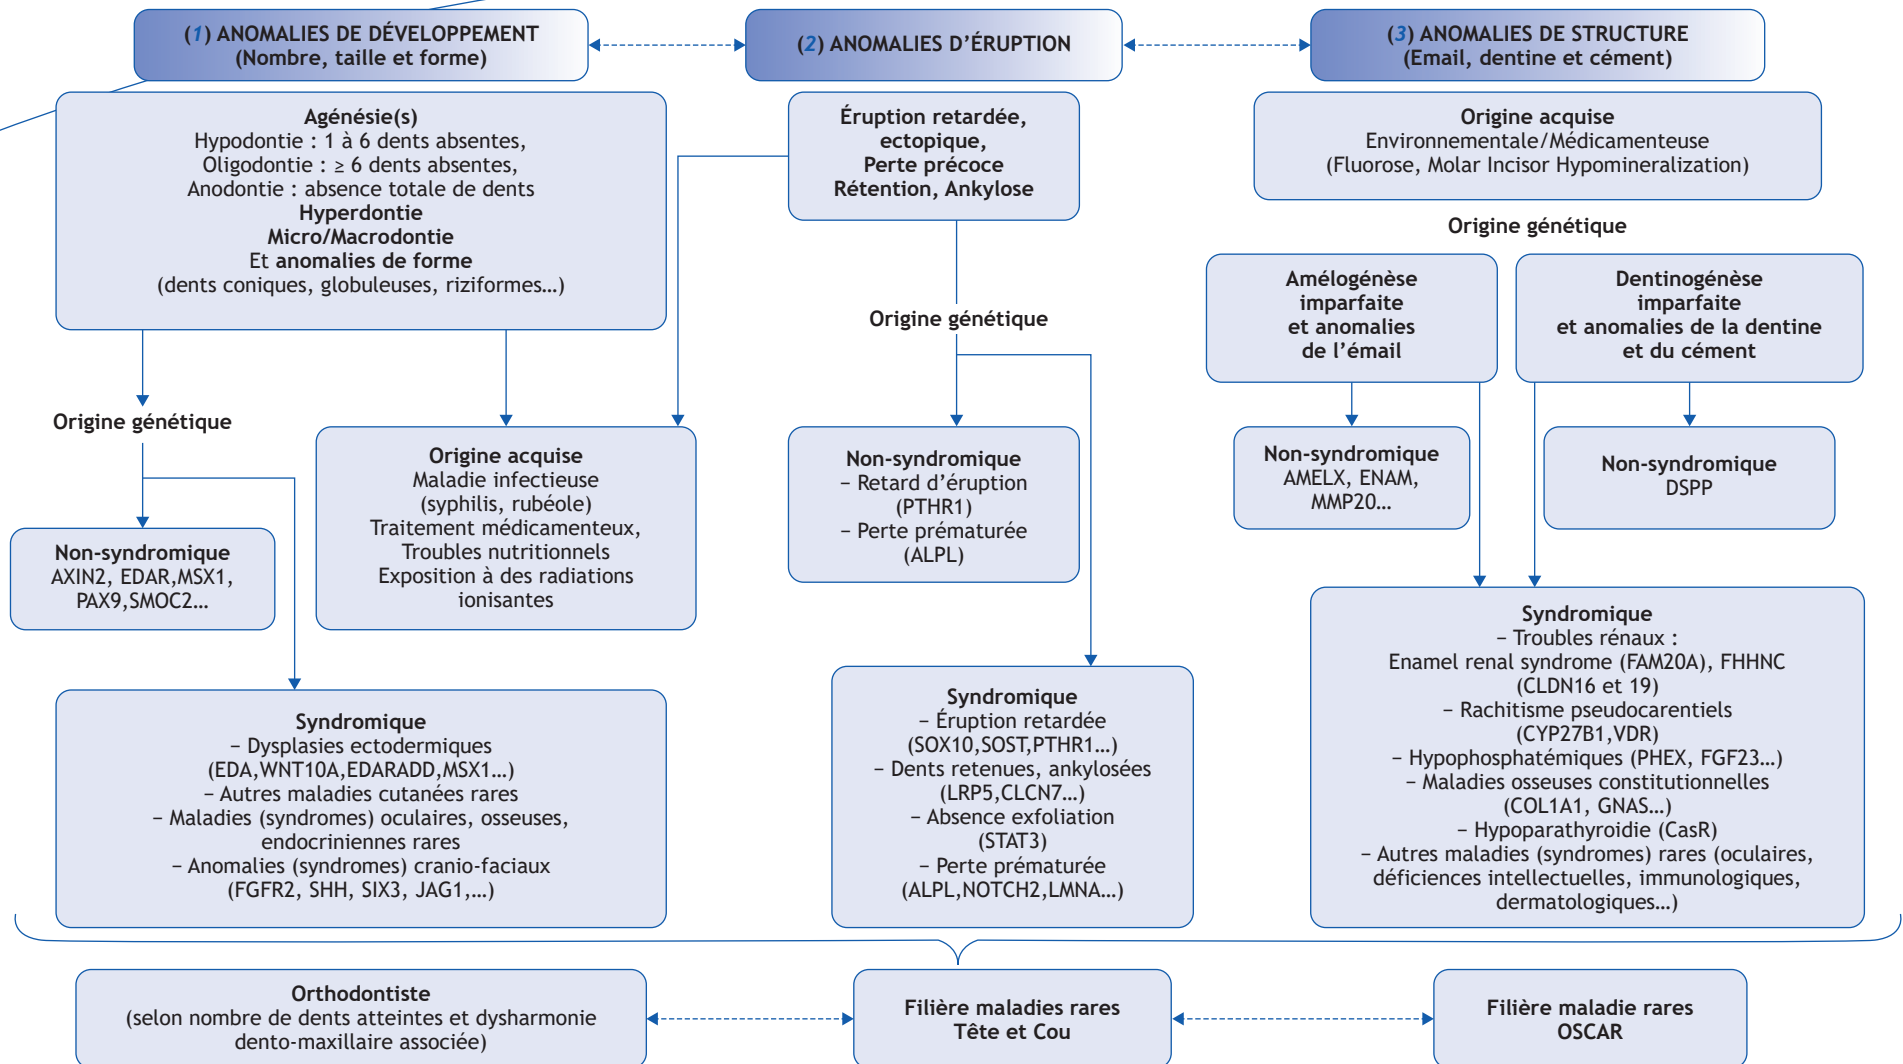 (1) ANOMALIES DE DÉVELOPPEMENT
(Nombre, taille et forme)
(2) ANOMALIES D'ÉRUPTION
(3) ANOMALIES DE STRUCTURE
(Email, dentine et cément)
Agénésie(s)
Hypodontie : 1 à 6 dents absentes,
Oligodontie : ≥ 6 dents absentes,
Anodontie : absence totale de dents
Hyperdontie
Micro/Macrodontie
Et anomalies de forme
(dents coniques, globuleuses, riziformes…)
Éruption retardée,
ectopique,
Perte précoce
Rétention, Ankylose
Origine acquise
Environnementale/Médicamenteuse
(Fluorose, Molar Incisor Hypomineralization)
Origine génétique
Amélogénèse
imparfaite
et anomalies
de l'émail
Dentinogénèse
imparfaite
et anomalies de la dentine
et du cément
Origine génétique
Origine génétique
Origine acquise
Maladie infectieuse
(syphilis, rubéole)
Traitement médicamenteux,
Troubles nutritionnels
Exposition à des radiations
ionisantes
Non-syndromique
– Retard d'éruption
(PTHR1)
– Perte prématurée
(ALPL)
Non-syndromique
AMELX, ENAM,
MMP20…
Non-syndromique
DSPP
Non-syndromique
AXIN2, EDAR,MSX1,
PAX9,SMOC2…
Syndromique
– Dysplasies ectodermiques
(EDA,WNT10A,EDARADD,MSX1…)
– Autres maladies cutanées rares
– Maladies (syndromes) oculaires, osseuses,
endocriniennes rares
– Anomalies (syndromes) cranio-faciaux
(FGFR2, SHH, SIX3, JAG1,…)
Syndromique
– Éruption retardée
(SOX10,SOST,PTHR1…)
– Dents retenues, ankylosées
(LRP5,CLCN7…)
– Absence exfoliation
(STAT3)
– Perte prématurée
(ALPL,NOTCH2,LMNA…)
Syndromique
– Troubles rénaux :
Enamel renal syndrome (FAM20A), FHHNC
(CLDN16 et 19)
– Rachitisme pseudocarentiels
(CYP27B1,VDR)
– Hypophosphatémiques (PHEX, FGF23…)
– Maladies osseuses constitutionnelles
(COL1A1, GNAS…)
– Hypoparathyroidie (CasR)
– Autres maladies (syndromes) rares (oculaires,
déficiences intellectuelles, immunologiques,
dermatologiques…)
Orthodontiste
(selon nombre de dents atteintes et dysharmonie
dento-maxillaire associée)
Filière maladies rares
Tête et Cou
Filière maladie rares
OSCAR